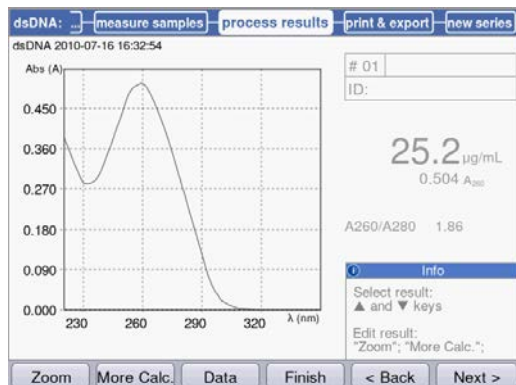 dsDNA: ... measure samples process results print & export new series
dsDNA 2010-07-16 16:32:54
Abs (A)
0.450
0.360
0.270
0.180
0.090
0.000
230 260 290 320 λ (nm)
# 01
ID:
25.2 µg/mL
0.504 A260
A260/A280 1.86
Info
Select result:
▲ and ▼ keys
Edit result:
"Zoom"; "More Calc.";
Zoom More Calc. Data Finish < Back Next >